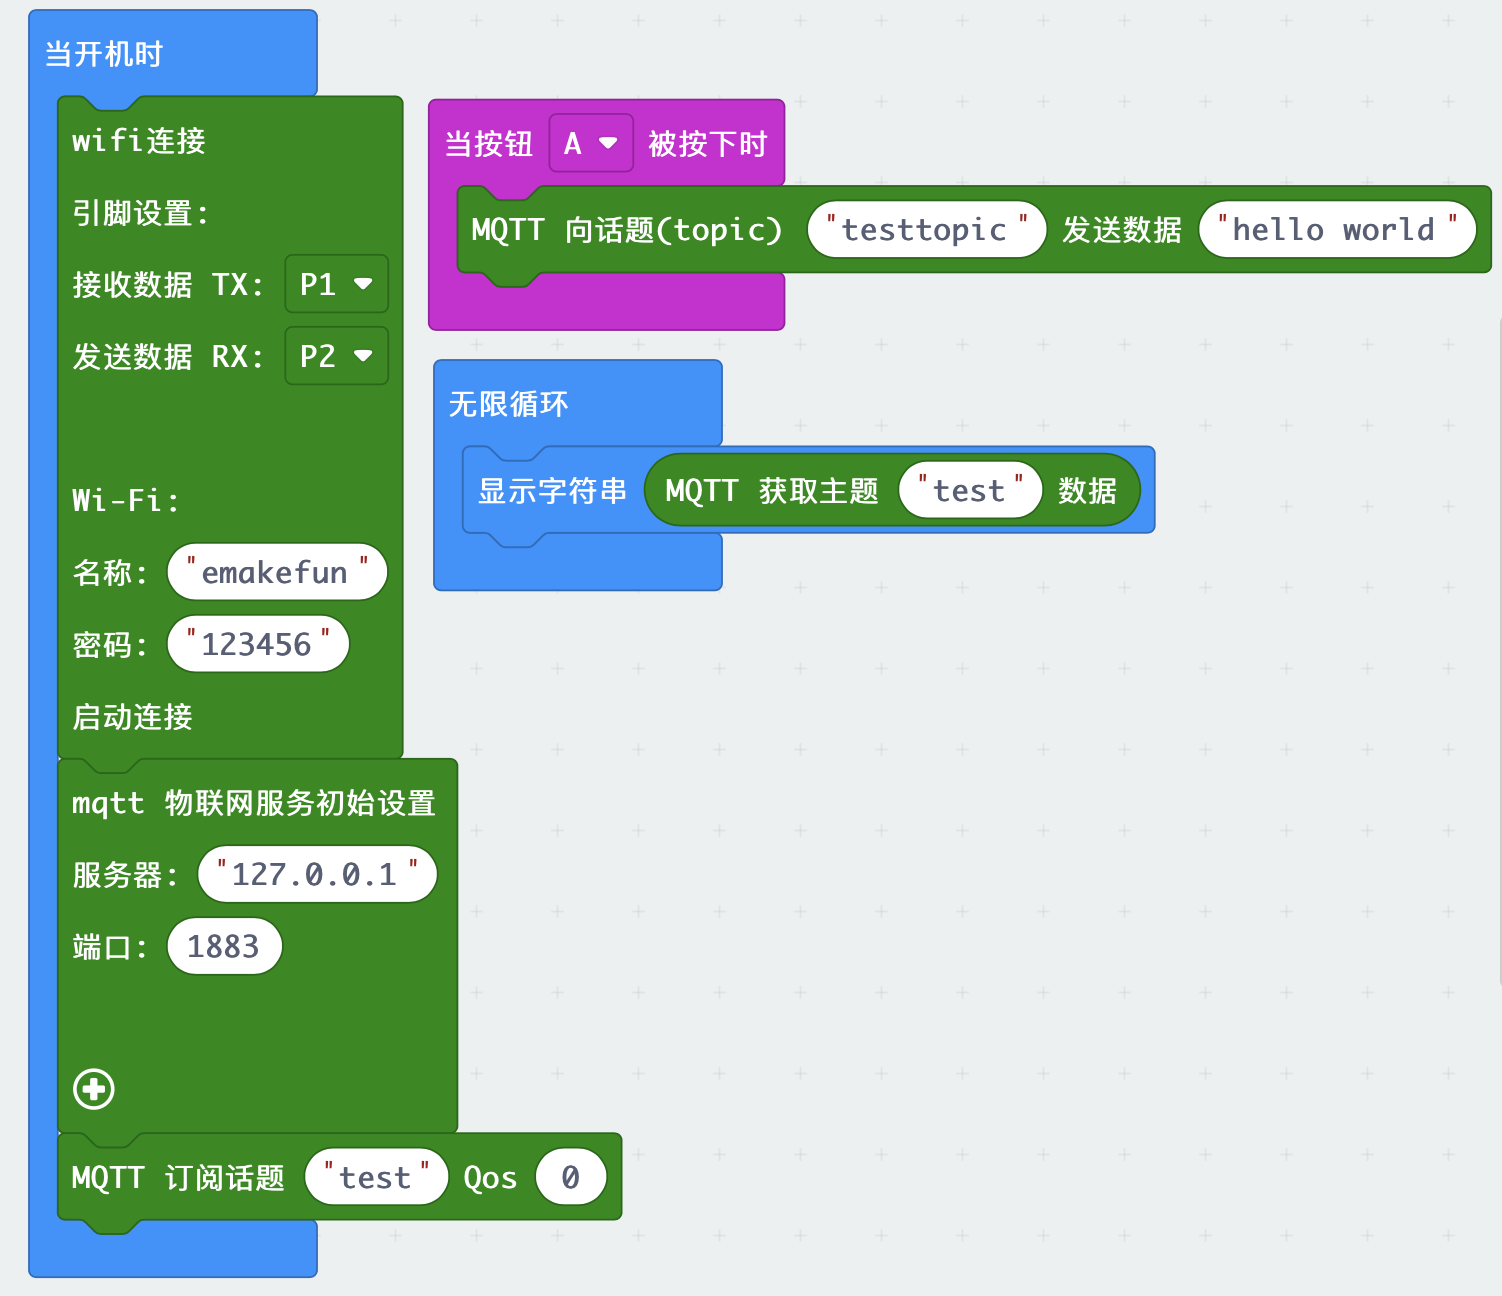 当开机时
wifi连接
引脚设置:
接收数据 TX: P1
发送数据 RX: P2
Wi-Fi:
名称: "emakefun"
密码: "123456"
启动连接
mqtt 物联网服务初始设置
服务器: "127.0.0.1"
端口: 1883
MQTT 订阅话题 "test" Qos 0
当按钮 A 被按下时
MQTT 向话题(topic) "testtopic" 发送数据 "hello world"
无限循环
显示字符串 MQTT 获取主题 "test" 数据